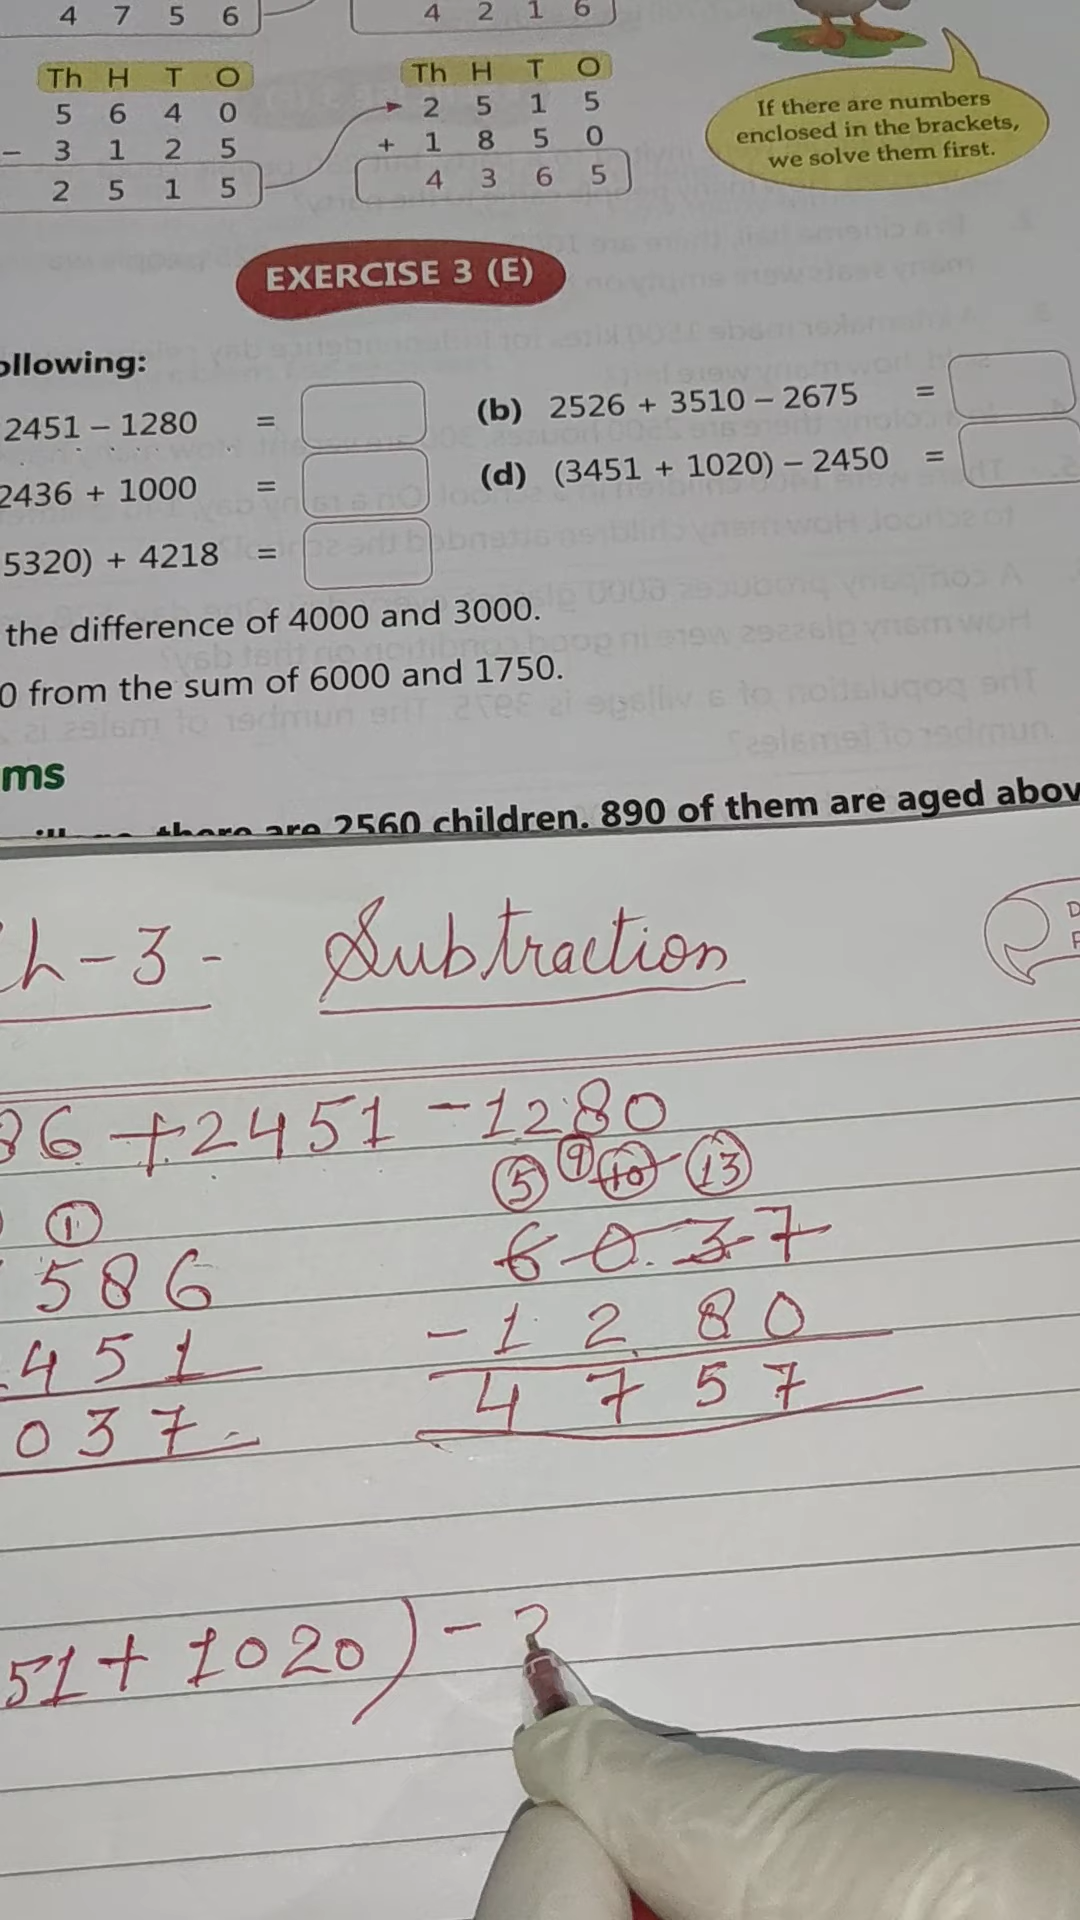 4 7 5 6
4 2 1 6
Th H T O
5 6 4 0
- 3 1 2 5
2 5 1 5
Th H T O
2 5 1 5
+ 1 8 5 0
4 3 6 5
If there are numbers
enclosed in the brackets,
we solve them first.
EXERCISE 3 (E)
ollowing:
2451 – 1280 =
(b) 2526 + 3510 – 2675 =
2436 + 1000 =
(d) (3451 + 1020) – 2450 =
5320) + 4218 =
the difference of 4000 and 3000.
0 from the sum of 6000 and 1750.
ms
there are 2560 children. 890 of them are aged abov
Ch - 3 - Subtraction
86 + 2451 - 1280
1
586
451
037
5 9 10 13
6 0 3 7
- 1 2 8 0
4 7 5 7
51 + 1020) -